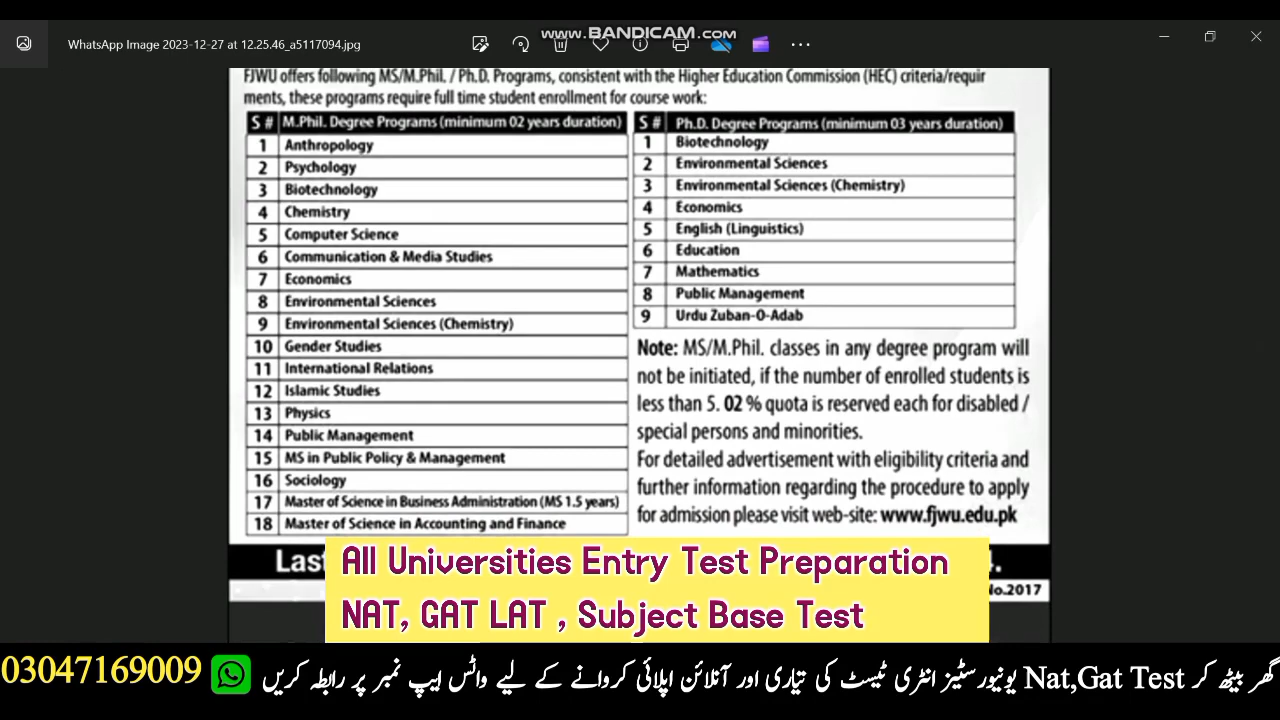 www.BANDICAM.com
WhatsApp Image 2023-12-27 at 12.25.46_a5117094.jpg
FJWU offers following MS/M.Phil. / Ph.D. Programs, consistent with the Higher Education Commission (HEC) criteria/requir
ments, these programs require full time student enrollment for course work:
S # M.Phil. Degree Programs (minimum 02 years duration)
1 Anthropology
2 Psychology
3 Biotechnology
4 Chemistry
5 Computer Science
6 Communication & Media Studies
7 Economics
8 Environmental Sciences
9 Environmental Sciences (Chemistry)
10 Gender Studies
11 International Relations
12 Islamic Studies
13 Physics
14 Public Management
15 MS in Public Policy & Management
16 Sociology
17 Master of Science in Business Administration (MS 1.5 years)
18 Master of Science in Accounting and Finance
S # Ph.D. Degree Programs (minimum 03 years duration)
1 Biotechnology
2 Environmental Sciences
3 Environmental Sciences (Chemistry)
4 Economics
5 English (Linguistics)
6 Education
7 Mathematics
8 Public Management
9 Urdu Zuban-O-Adab
Note: MS/M.Phil. classes in any degree program will
not be initiated, if the number of enrolled students is
less than 5. 02 % quota is reserved each for disabled /
special persons and minorities.
For detailed advertisement with eligibility criteria and
further information regarding the procedure to apply
for admission please visit web-site: www.fjwu.edu.pk
Last
No.2017
All Universities Entry Test Preparation
NAT, GAT LAT , Subject Base Test
گھر بیٹھ کر Nat,Gat Test یونیورسٹیز انٹری ٹیسٹ کی تیاری اور آنلائن اپلائی کروانے کے لیے واٹس ایپ نمبر پر رابطہ کریں 03047169009